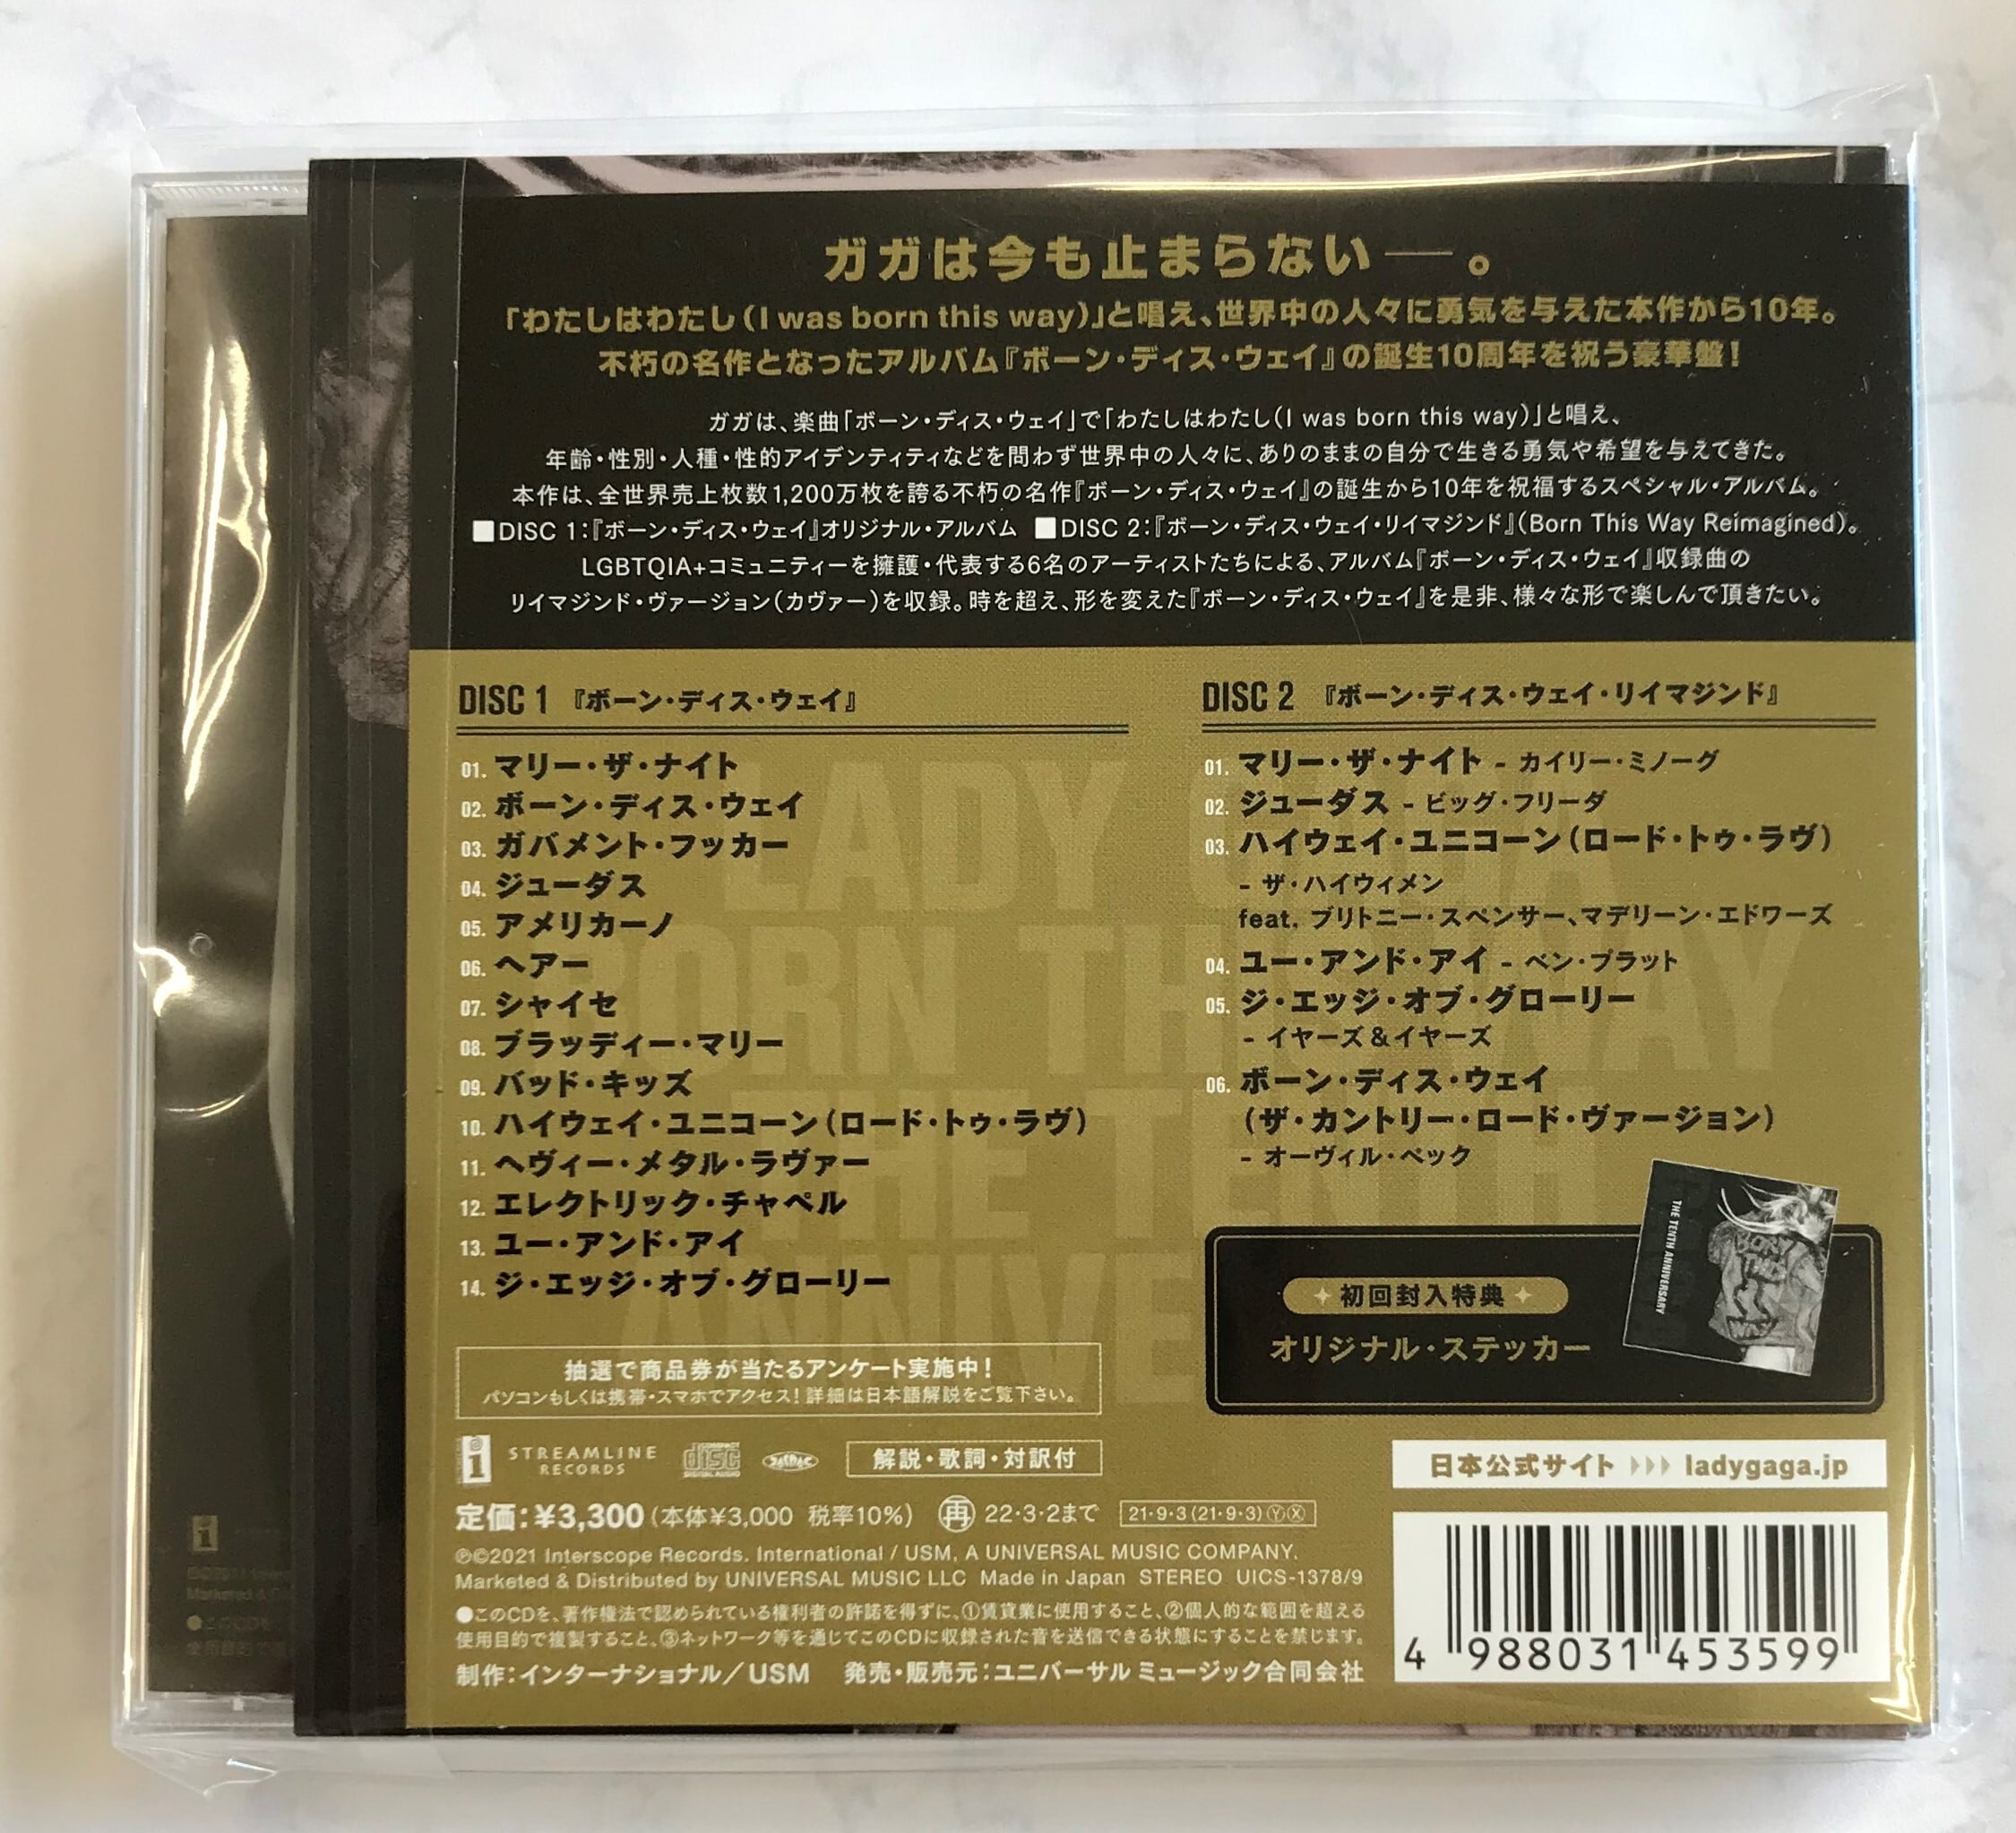 ガガは今も止まらない──。
「わたしはわたし(I was born this way)」と唱え、世界中の人々に勇気を与えた本作から10年。
不朽の名作となったアルバム『ボーン・ディス・ウェイ』の誕生10周年を祝う豪華盤！
ガガは、楽曲「ボーン・ディス・ウェイ」で「わたしはわたし(I was born this way)」と唱え、
年齢・性別・人種・性的アイデンティティなどを問わず世界中の人々に、ありのままの自分で生きる勇気や希望を与えてきた。
本作は、全世界売上枚数1,200万枚を誇る不朽の名作『ボーン・ディス・ウェイ』の誕生から10年を祝福するスペシャル・アルバム。
■DISC 1：『ボーン・ディス・ウェイ』オリジナル・アルバム ■DISC 2：『ボーン・ディス・ウェイ・リイマジンド』(Born This Way Reimagined)。
LGBTQIA+コミュニティーを擁護・代表する6名のアーティストたちによる、アルバム『ボーン・ディス・ウェイ』収録曲の
リイマジンド・ヴァージョン(カヴァー)を収録。時を超え、形を変えた『ボーン・ディス・ウェイ』を是非、様々な形で楽しんで頂きたい。
DISC 1 『ボーン・ディス・ウェイ』
01. マリー・ザ・ナイト
02. ボーン・ディス・ウェイ
03. ガバメント・フッカー
04. ジューダス
05. アメリカーノ
06. ヘアー
07. シャイセ
08. ブラッディー・マリー
09. バッド・キッズ
10. ハイウェイ・ユニコーン(ロード・トゥ・ラヴ)
11. ヘヴィー・メタル・ラヴァー
12. エレクトリック・チャペル
13. ユー・アンド・アイ
14. ジ・エッジ・オブ・グローリー
DISC 2 『ボーン・ディス・ウェイ・リイマジンド』
01. マリー・ザ・ナイト - カイリー・ミノーグ
02. ジューダス - ビッグ・フリーダ
03. ハイウェイ・ユニコーン(ロード・トゥ・ラヴ)
- ザ・ハイウィメン
feat. ブリトニー・スペンサー、マデリーン・エドワーズ
04. ユー・アンド・アイ - ベン・プラット
05. ジ・エッジ・オブ・グローリー
- イヤーズ＆イヤーズ
06. ボーン・ディス・ウェイ
(ザ・カントリー・ロード・ヴァージョン)
- オーヴィル・ペック
LADY GAGA
BORN THIS WAY
THE TENTH
ANNIVE
THE TENTH ANNIVERSARY
BORN THIS WAY
初回封入特典
オリジナル・ステッカー
抽選で商品券が当たるアンケート実施中！
パソコンもしくは携帯・スマホでアクセス！詳細は日本語解説をご覧下さい。
i STREAMLINE RECORDS COMPACT disc DIGITAL AUDIO JASRAC 解説・歌詞・対訳付
定価：¥3,300(本体¥3,000 税率10%) 再 22・3・2まで 21・9・3(21・9・3)ⓎⓍ
℗©2021 Interscope Records. International / USM, A UNIVERSAL MUSIC COMPANY.
Marketed & Distributed by UNIVERSAL MUSIC LLC Made in Japan STEREO UICS-1378/9
●このCDを、著作権法で認められている権利者の許諾を得ずに、①賃貸業に使用すること、②個人的な範囲を超える
使用目的で複製すること、③ネットワーク等を通じてこのCDに収録された音を送信できる状態にすることを禁じます。
制作：インターナショナル／USM 発売・販売元：ユニバーサル ミュージック合同会社
日本公式サイト ››› ladygaga.jp
4 988031 453599